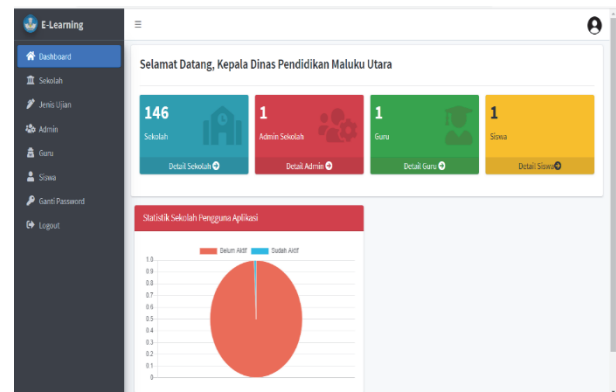 E-Learning
Dashboard
Sekolah
Jenis Ujian
Admin
Guru
Siswa
Ganti Password
Logout
Selamat Datang, Kepala Dinas Pendidikan Maluku Utara
146
Sekolah
Detail Sekolah
1
Admin Sekolah
Detail Admin
1
Guru
Detail Guru
1
Siswa
Detail Siswa
Statistik Sekolah Pengguna Aplikasi
Belum Aktif Sudah Aktif
1.0
0.9
0.8
0.7
0.6
0.5
0.4
0.3
0.2
0.1
0